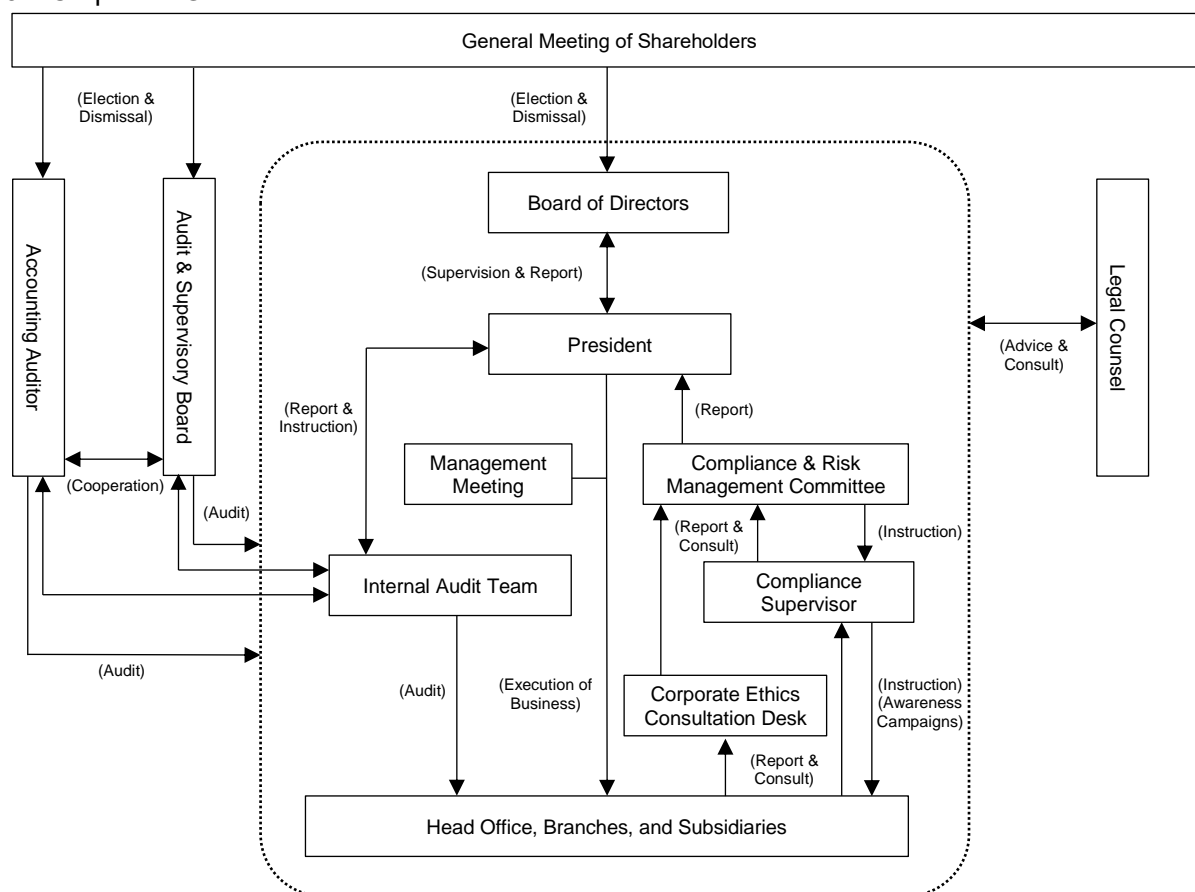 General Meeting of Shareholders
(Election &
Dismissal)
(Election &
Dismissal)
Accounting Auditor
Audit & Supervisory Board
Board of Directors
Legal Counsel
(Supervision & Report)
President
(Advice &
Consult)
(Report &
Instruction)
(Report)
Management
Meeting
Compliance & Risk
Management Committee
(Cooperation)
(Audit)
(Report &
Consult)
(Instruction)
Internal Audit Team
Compliance
Supervisor
(Audit)
(Audit)
(Execution of
Business)
Corporate Ethics
Consultation Desk
(Instruction)
(Awareness
Campaigns)
(Report &
Consult)
Head Office, Branches, and Subsidiaries